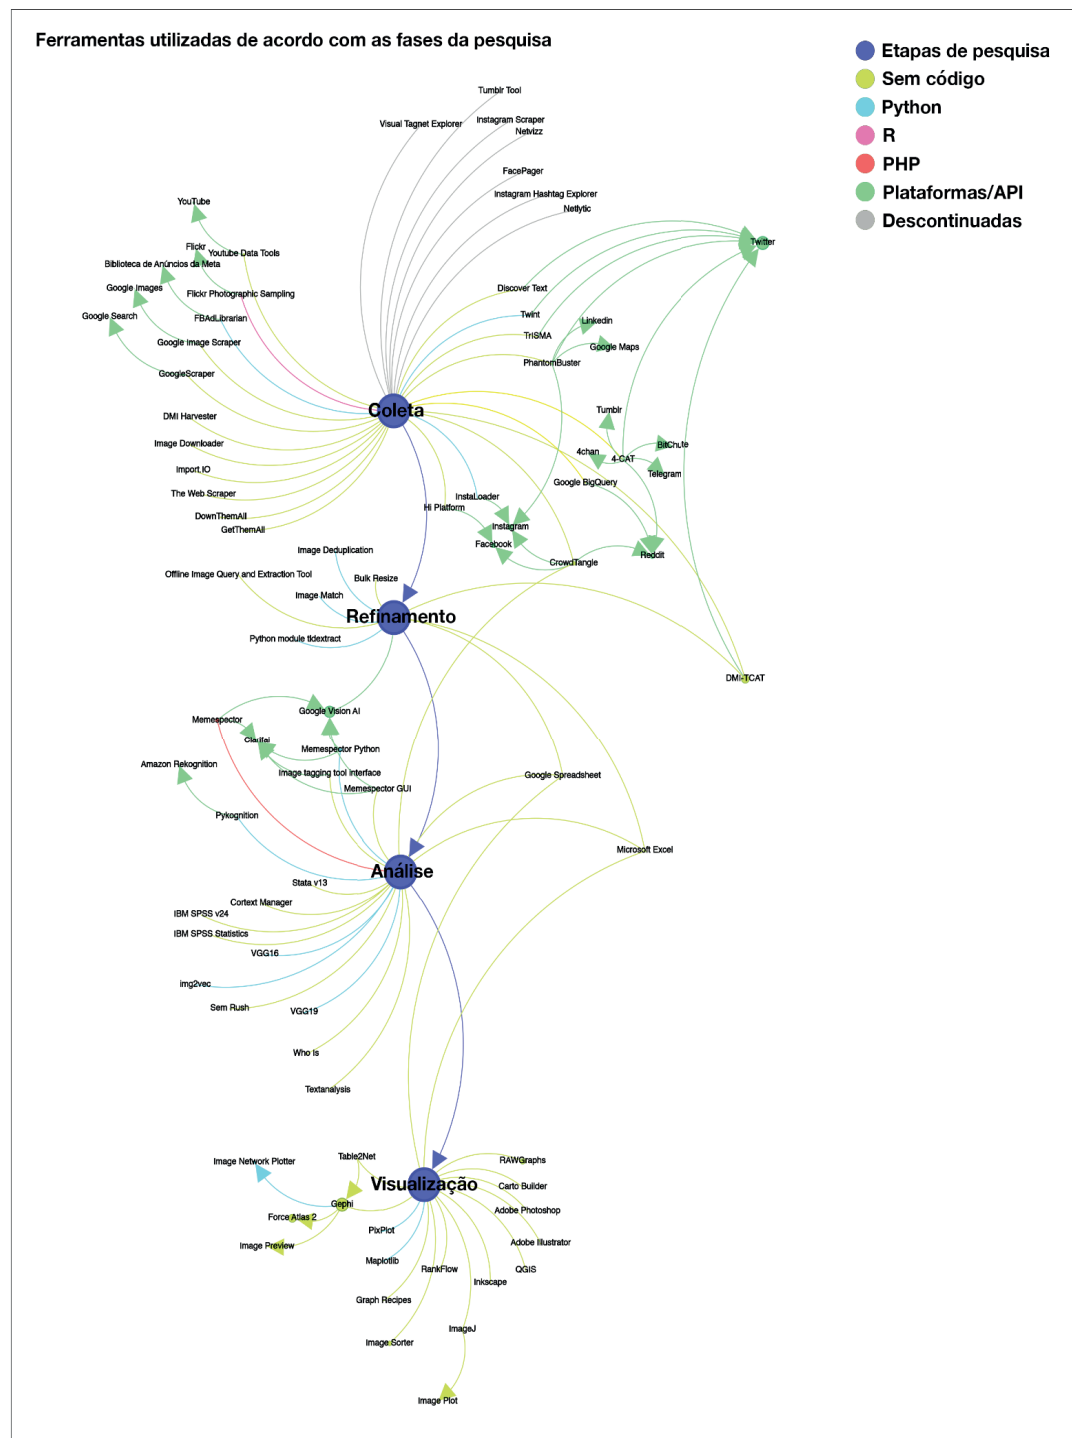 Ferramentas utilizadas de acordo com as fases da pesquisa
Etapas de pesquisa
Sem código
Python
R
PHP
Plataformas/API
Descontinuadas
Tumblr Tool
Visual Tagnet Explorer
Instagram Scraper
Netvizz
FacePager
Instagram Hashtag Explorer
Netlytic
YouTube
Flickr
Youtube Data Tools
Biblioteca de Anúncios da Meta
Google Images
Flickr Photographic Sampling
Google Search
FBAdLibrarian
Google Image Scraper
GoogleScraper
Twitter
Discover Text
Twint
Linkedin
TrISMA
Google Maps
PhantomBuster
Coleta
DMI Harvester
Image Downloader
Import.IO
The Web Scraper
DownThemAll
GetThemAll
Tumblr
BitChute
4chan
4-CAT
Telegram
Google BigQuery
InstaLoader
Hi Platform
Instagram
Facebook
CrowdTangle
Reddit
Image Deduplication
Offline Image Query and Extraction Tool
Bulk Resize
Image Match
Refinamento
Python module tldextract
DMI-TCAT
Google Vision AI
Memespector
Clarifai
Memespector Python
Amazon Rekognition
Image tagging tool interface
Memespector GUI
Google Spreadsheet
Pykognition
Microsoft Excel
Análise
Stata v13
Cortext Manager
IBM SPSS v24
IBM SPSS Statistics
VGG16
img2vec
Sem Rush
VGG19
Who Is
Textanalysis
Table2Net
Image Network Plotter
RAWGraphs
Visualização
Carto Builder
Gephi
Adobe Photoshop
Force Atlas 2
PixPlot
Adobe Illustrator
Image Preview
Maplotlib
RankFlow
QGIS
Inkscape
Graph Recipes
ImageJ
Image Sorter
Image Plot